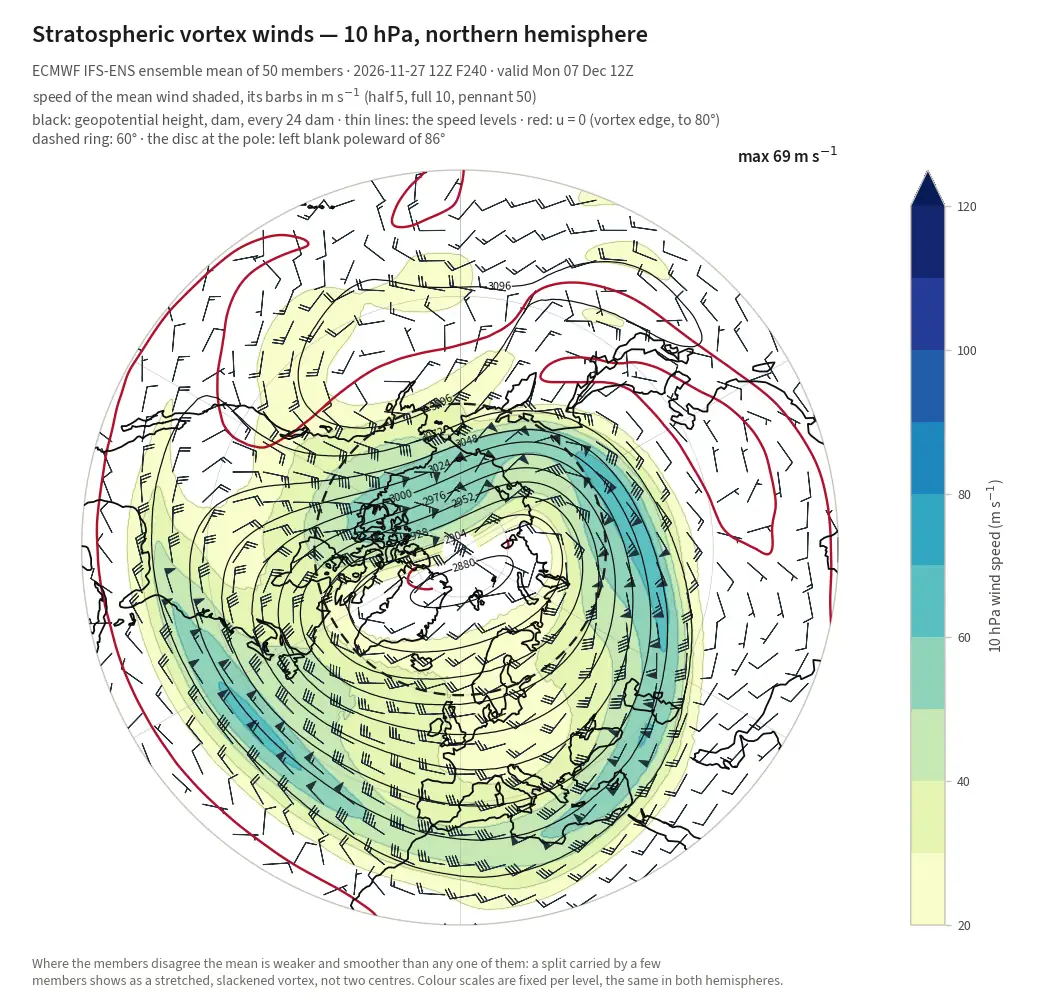 Stratospheric vortex winds — 10 hPa, northern hemisphere
ECMWF IFS-ENS ensemble mean of 50 members · 2026-11-27 12Z F240 · valid Mon 07 Dec 12Z
speed of the mean wind shaded, its barbs in m s⁻¹ (half 5, full 10, pennant 50)
black: geopotential height, dam, every 24 dam · thin lines: the speed levels · red: u = 0 (vortex edge, to 80°)
dashed ring: 60° · the disc at the pole: left blank poleward of 86°
max 69 m s⁻¹
3096
3048
3024
3000
2976
2952
2880
120
100
80
60
40
20
10 hPa wind speed (m s⁻¹)
Where the members disagree the mean is weaker and smoother than any one of them: a split carried by a few
members shows as a stretched, slackened vortex, not two centres. Colour scales are fixed per level, the same in both hemispheres.